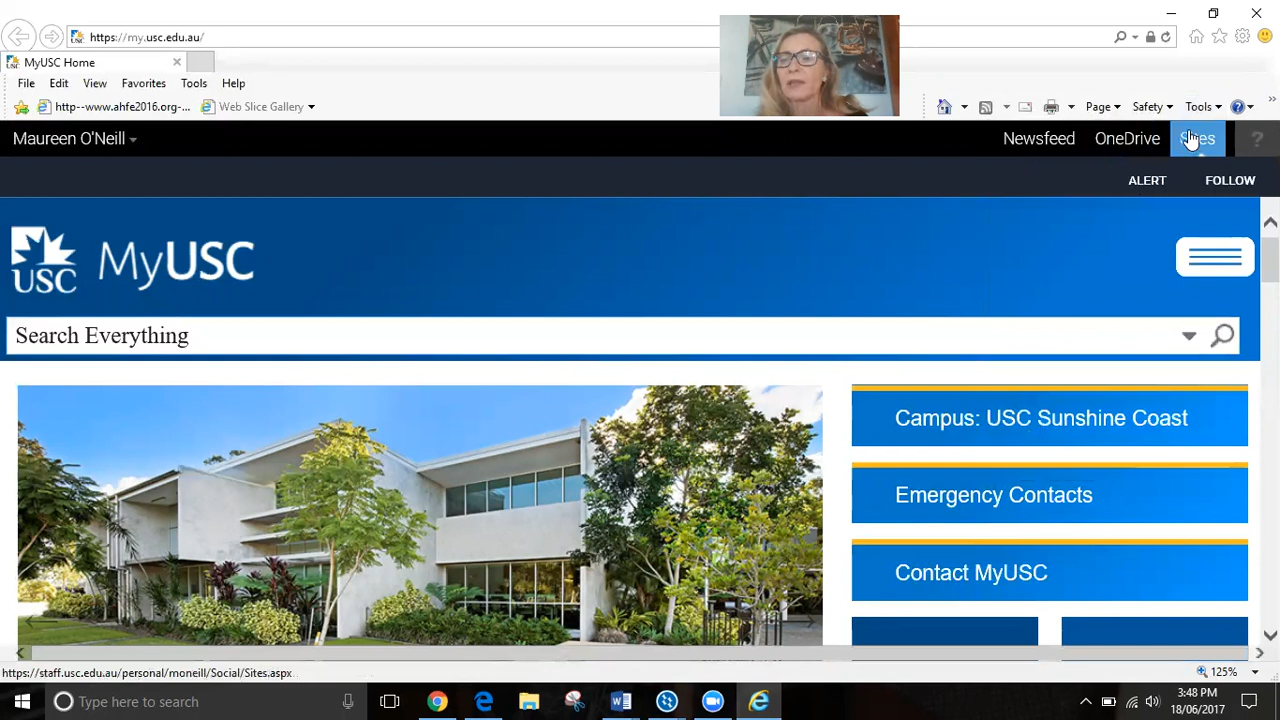 https://my.usc.edu.au/
MyUSC Home
File Edit View Favorites Tools Help
http--www.ahfe2016.org-... Web Slice Gallery
Page Safety Tools
Maureen O'Neill
Newsfeed OneDrive Sites ?
ALERT FOLLOW
USC MyUSC
Search Everything
Campus: USC Sunshine Coast
Emergency Contacts
Contact MyUSC
https://staff.usc.edu.au/personal/moneill/Social/Sites.aspx
125%
Type here to search
3:48 PM
18/06/2017